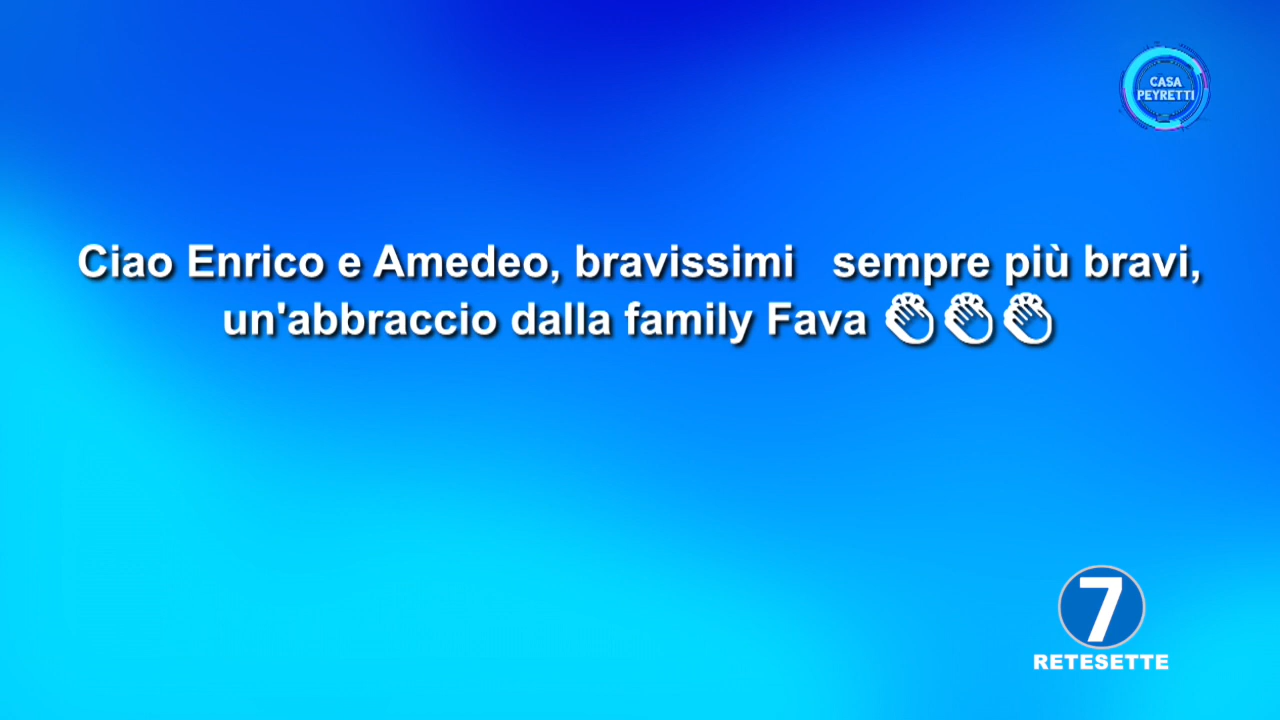 CASA
PEYRETTI
Ciao Enrico e Amedeo, bravissimi   sempre più bravi,
un'abbraccio dalla family Fava 👏👏👏
7
RETESETTE